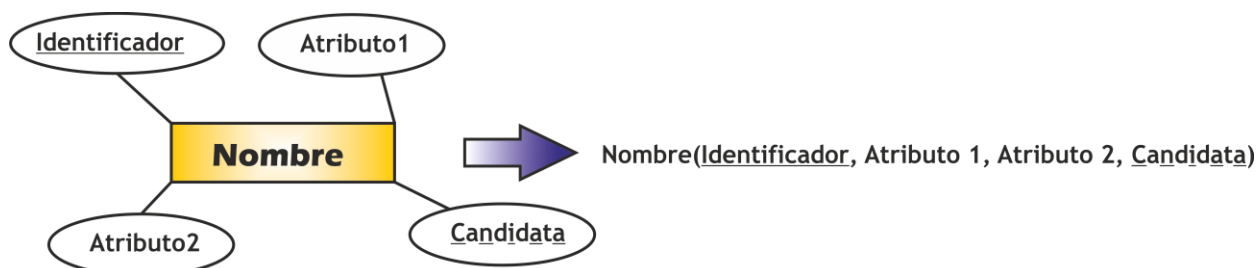 Identificador
Atributo1
Nombre
Nombre(Identificador, Atributo 1, Atributo 2, Candidata)
Atributo2
Candidata